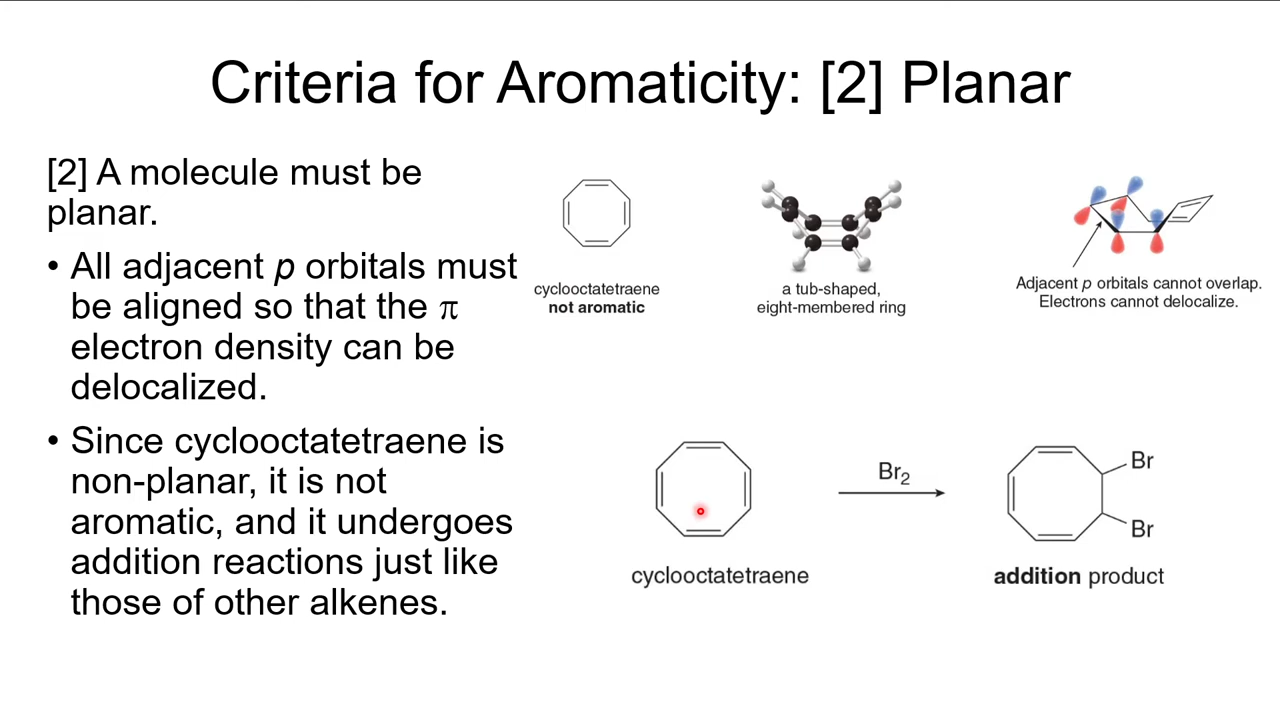 Criteria for Aromaticity: [2] Planar
[2] A molecule must be
planar.
• All adjacent p orbitals must
be aligned so that the π
electron density can be
delocalized.
• Since cyclooctatetraene is
non-planar, it is not
aromatic, and it undergoes
addition reactions just like
those of other alkenes.
cyclooctatetraene
not aromatic
a tub-shaped,
eight-membered ring
Adjacent p orbitals cannot overlap.
Electrons cannot delocalize.
Br₂
Br
Br
cyclooctatetraene
addition product